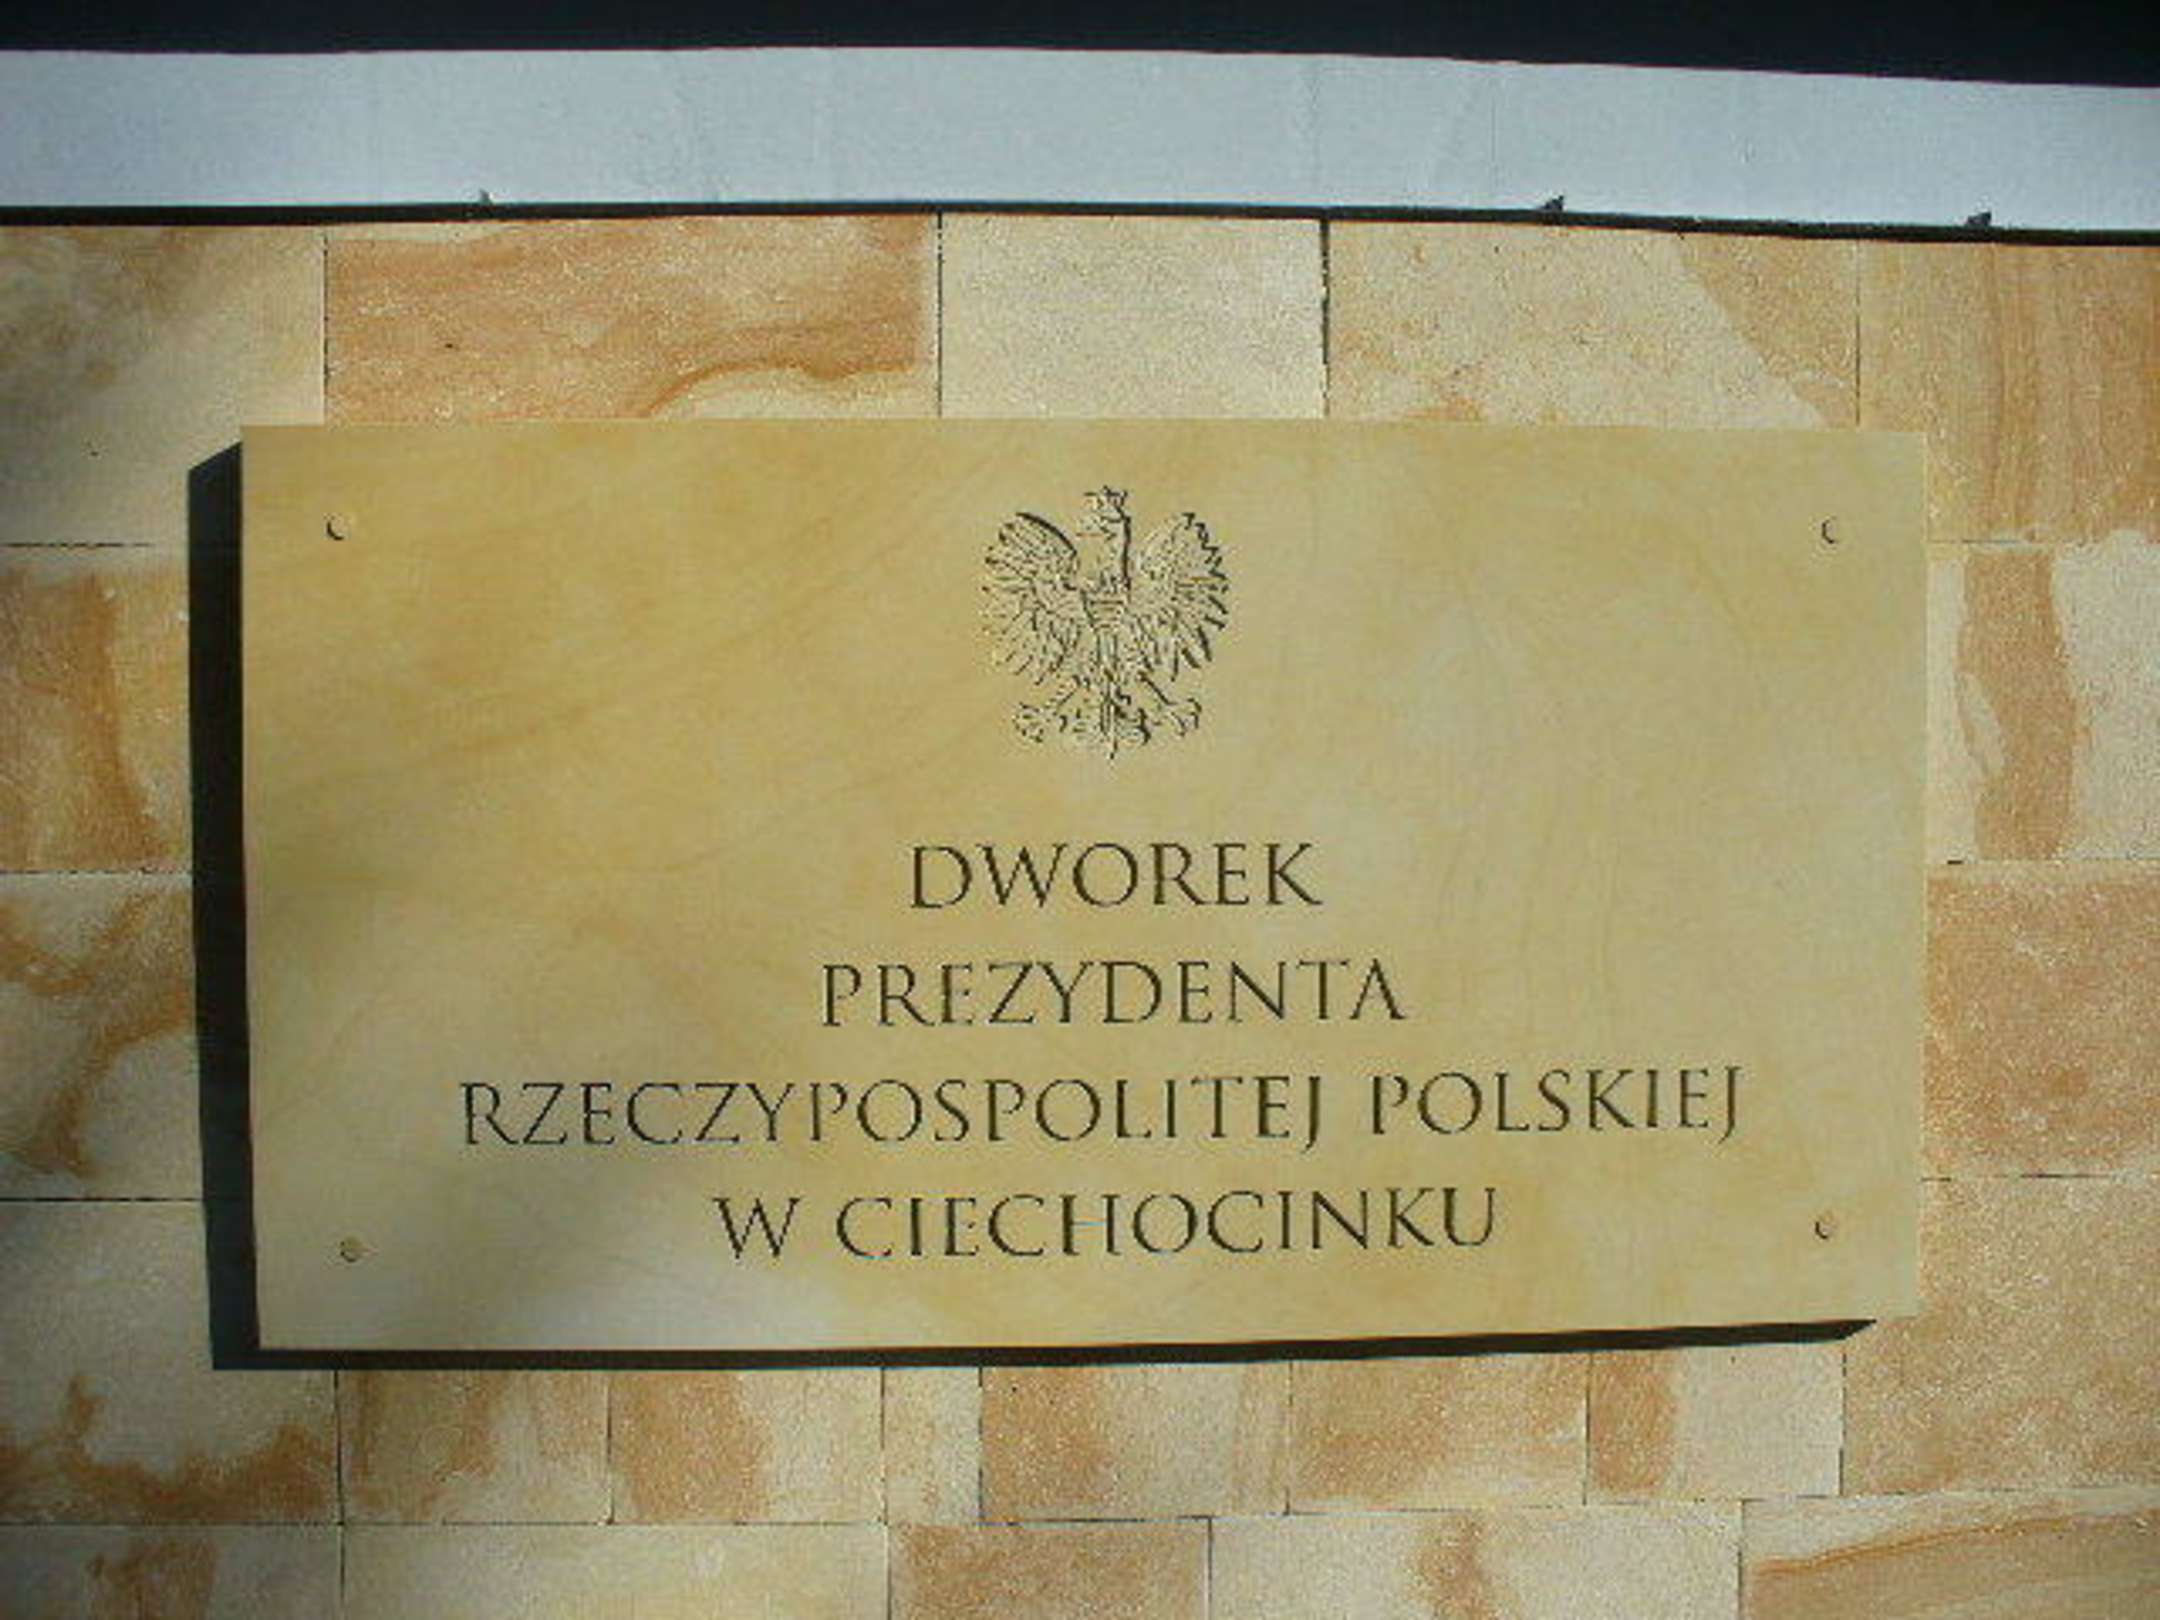 DWOREK
PREZYDENTA
RZECZYPOSPOLITEJ POLSKIEJ
W CIECHOCINKU